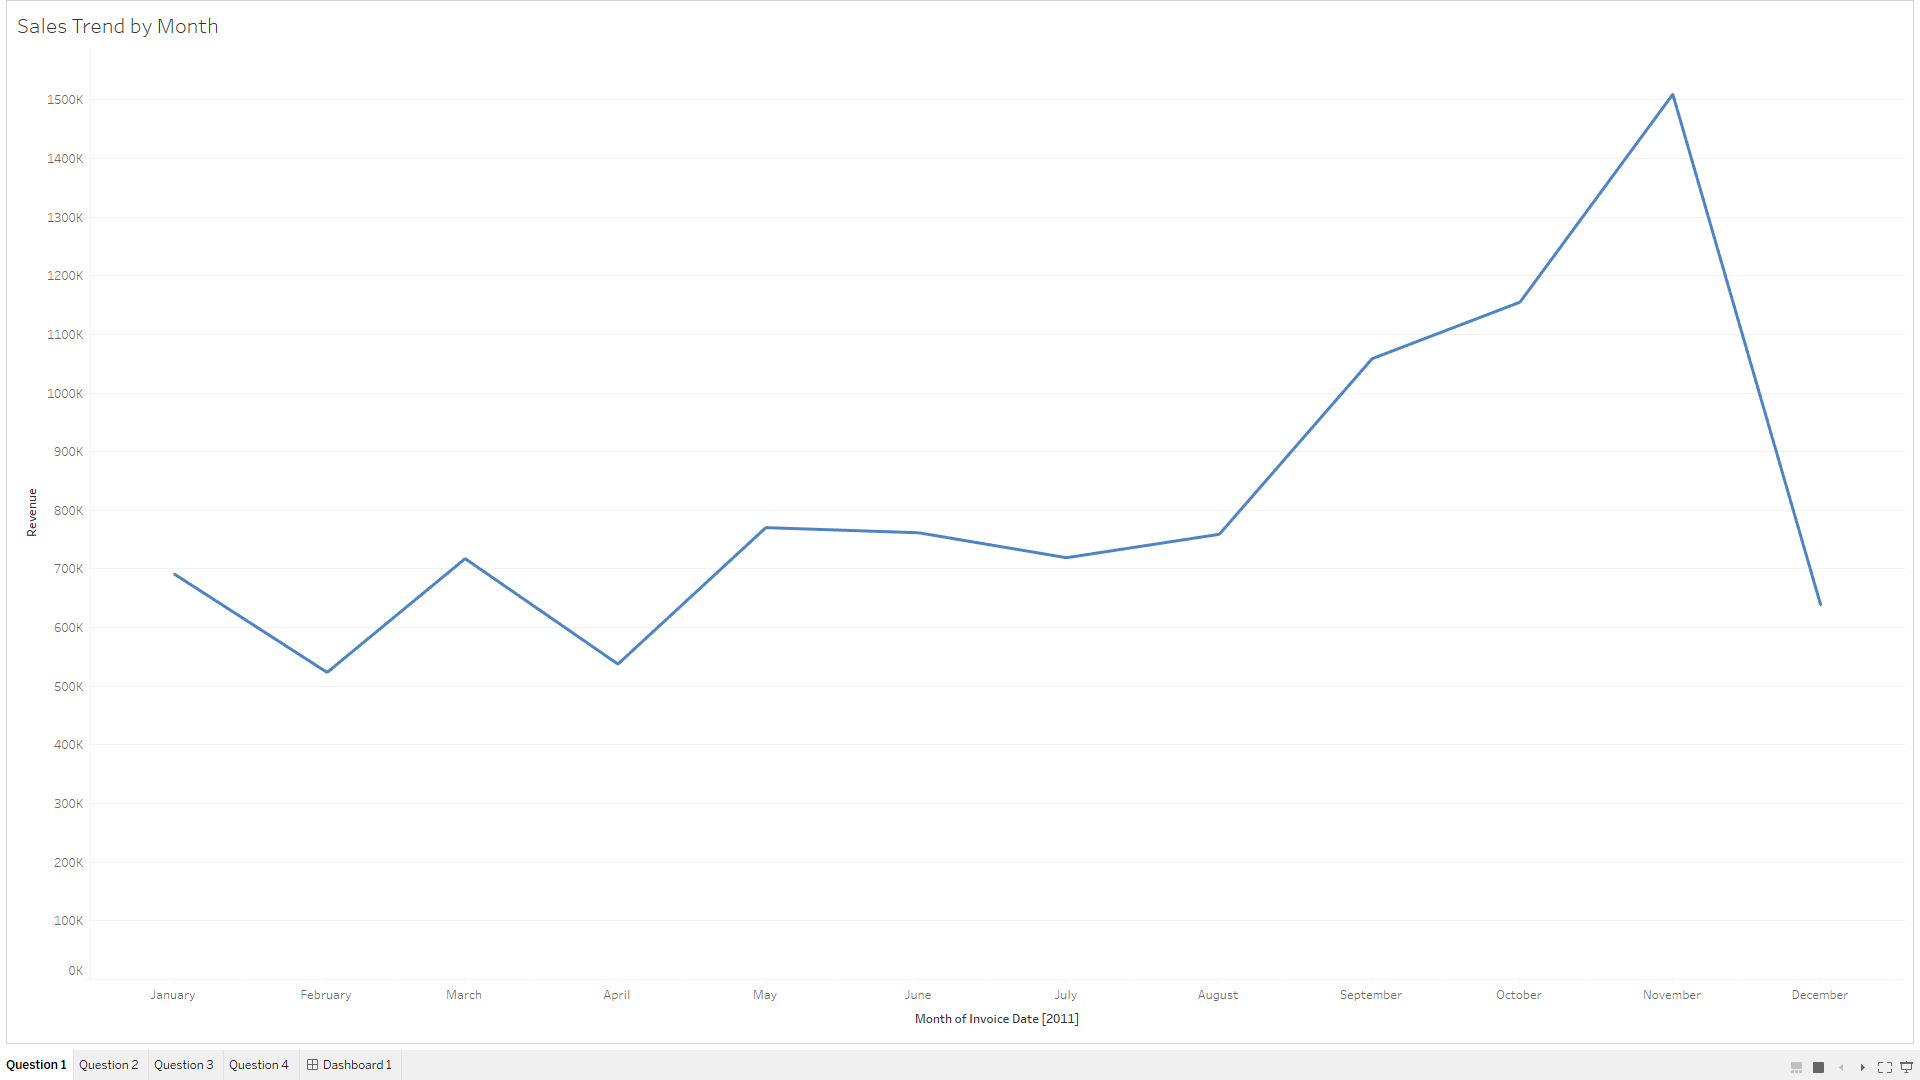 Sales Trend by Month
1500K
1400K
1300K
1200K
1100K
1000K
900K
800K
700K
600K
500K
400K
300K
200K
100K
0K
Revenue
January February March April May June July August September October November December
Month of Invoice Date [2011]
Question 1 Question 2 Question 3 Question 4 Dashboard 1